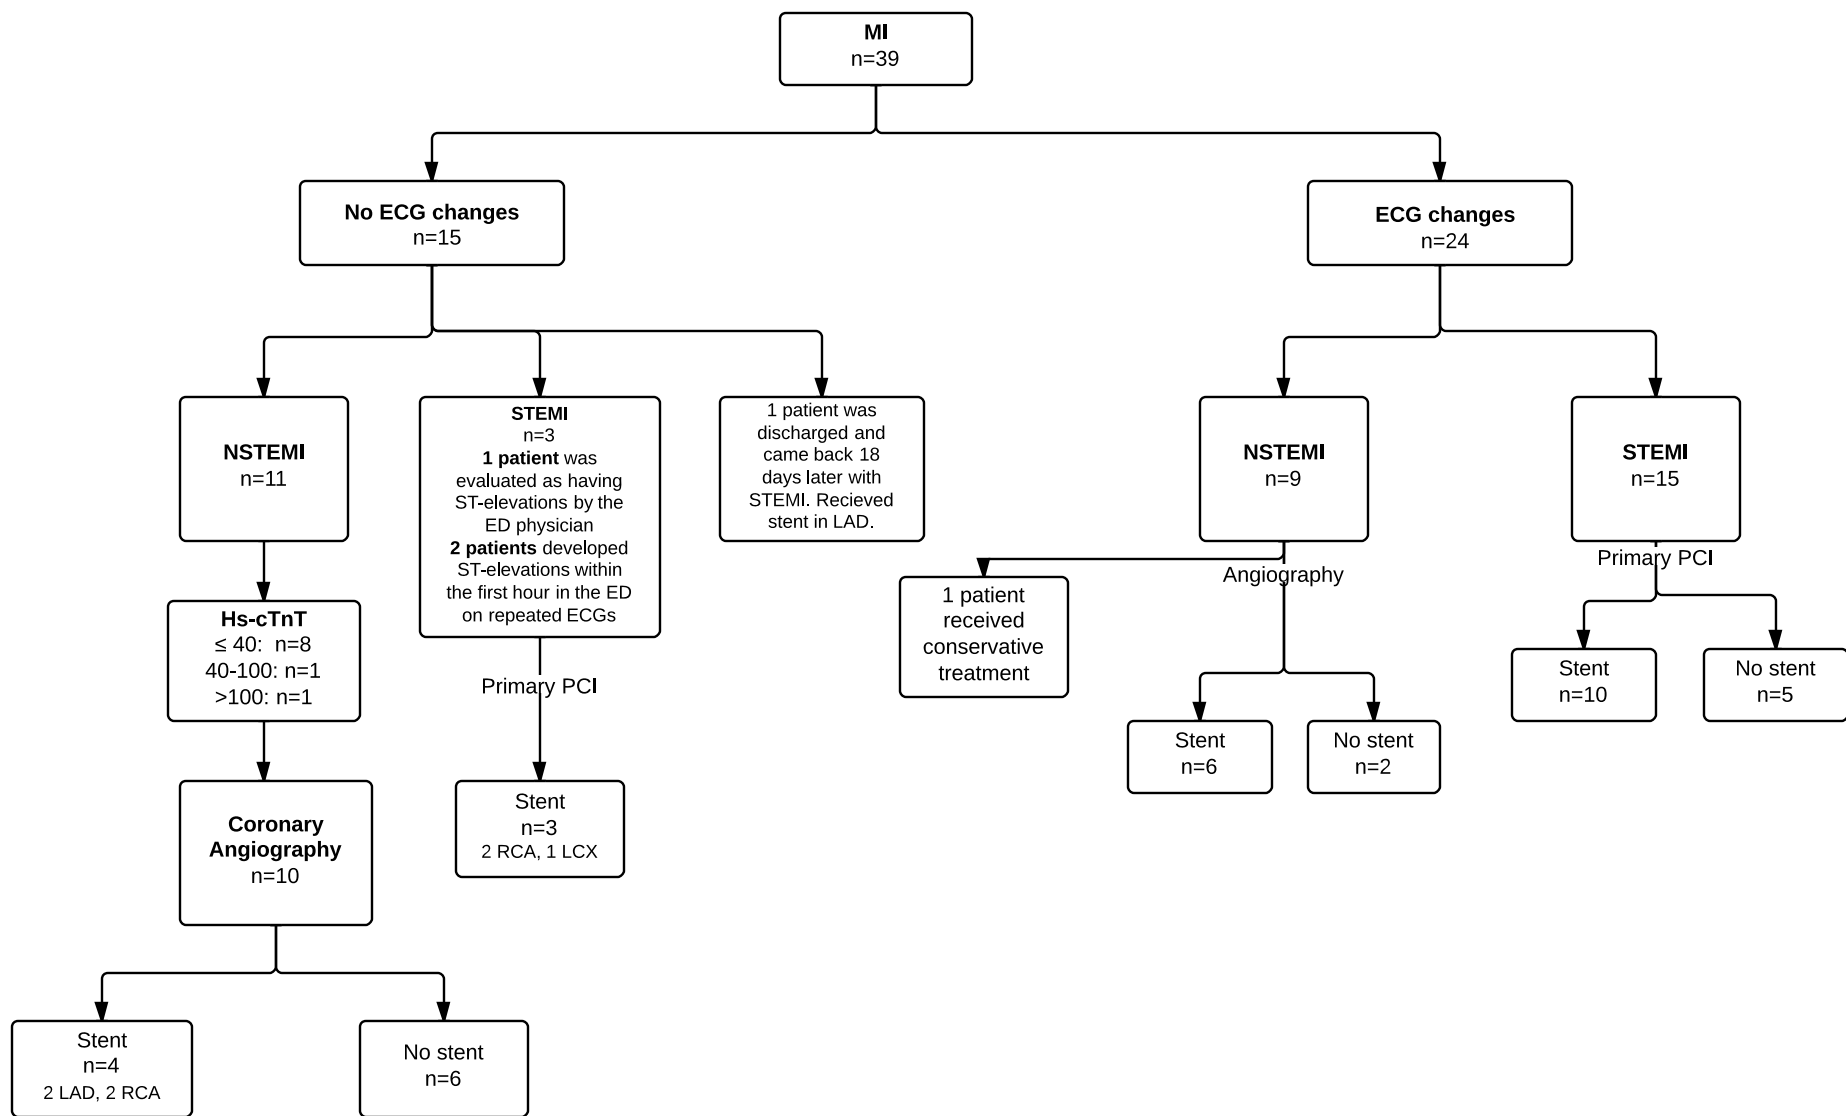 MI
n=39
No ECG changes
n=15
ECG changes
n=24
NSTEMI
n=11
STEMI
n=3
1 patient was
evaluated as having
ST-elevations by the
ED physician
2 patients developed
ST-elevations within
the first hour in the ED
on repeated ECGs
1 patient was
discharged and
came back 18
days later with
STEMI. Recieved
stent in LAD.
NSTEMI
n=9
STEMI
n=15
Hs-cTnT
≤ 40:  n=8
40-100: n=1
>100: n=1
Primary PCI
1 patient
received
conservative
treatment
Angiography
Primary PCI
Stent
n=10
No stent
n=5
Stent
n=6
No stent
n=2
Coronary
Angiography
n=10
Stent
n=3
2 RCA, 1 LCX
Stent
n=4
2 LAD, 2 RCA
No stent
n=6